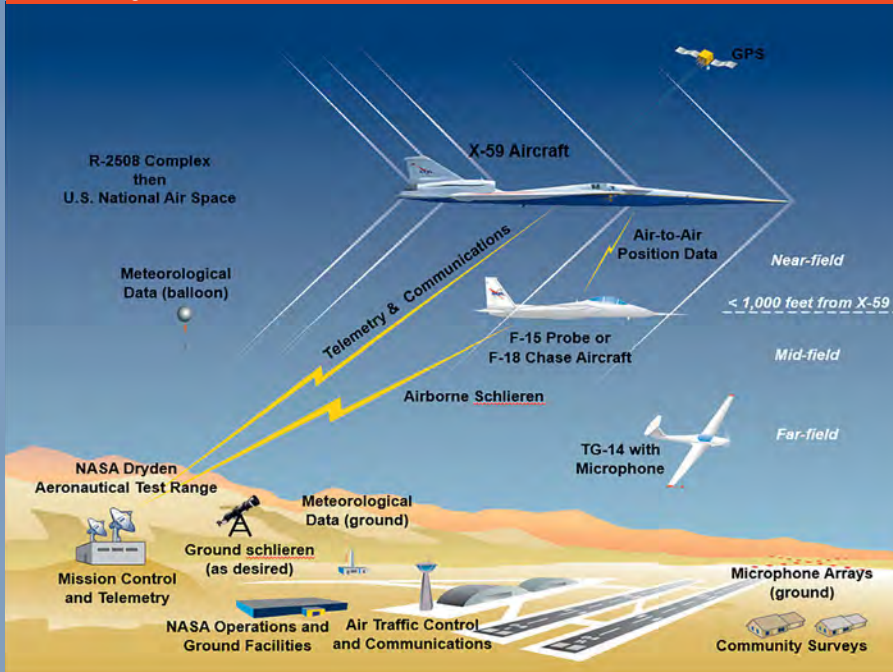 GPS
X-59 Aircraft
R-2508 Complex
then
U.S. National Air Space
Air-to-Air
Position Data
Near-field
Meteorological
Data (balloon)
Telemetry & Communications
< 1,000 feet from X-59
F-15 Probe or
F-18 Chase Aircraft
Mid-field
Airborne Schlieren
Far-field
TG-14 with
Microphone
NASA Dryden
Aeronautical Test Range
Meteorological
Data (ground)
Ground schlieren
(as desired)
Mission Control
and Telemetry
Microphone Arrays
(ground)
NASA Operations and
Ground Facilities
Air Traffic Control
and Communications
Community Surveys